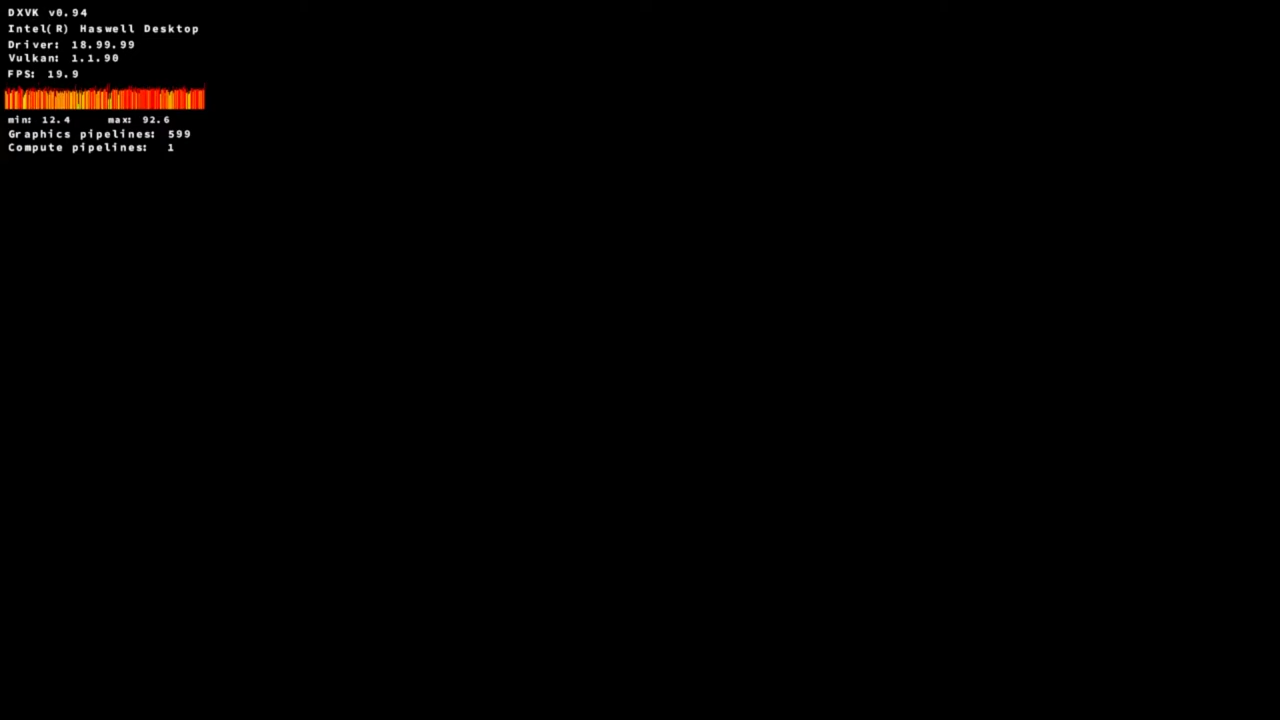 DXVK v0.94
Intel(R) Haswell Desktop
Driver: 18.99.99
Vulkan: 1.1.90
FPS: 19.9
min: 12.4 max: 92.6
Graphics pipelines: 599
Compute pipelines: 1